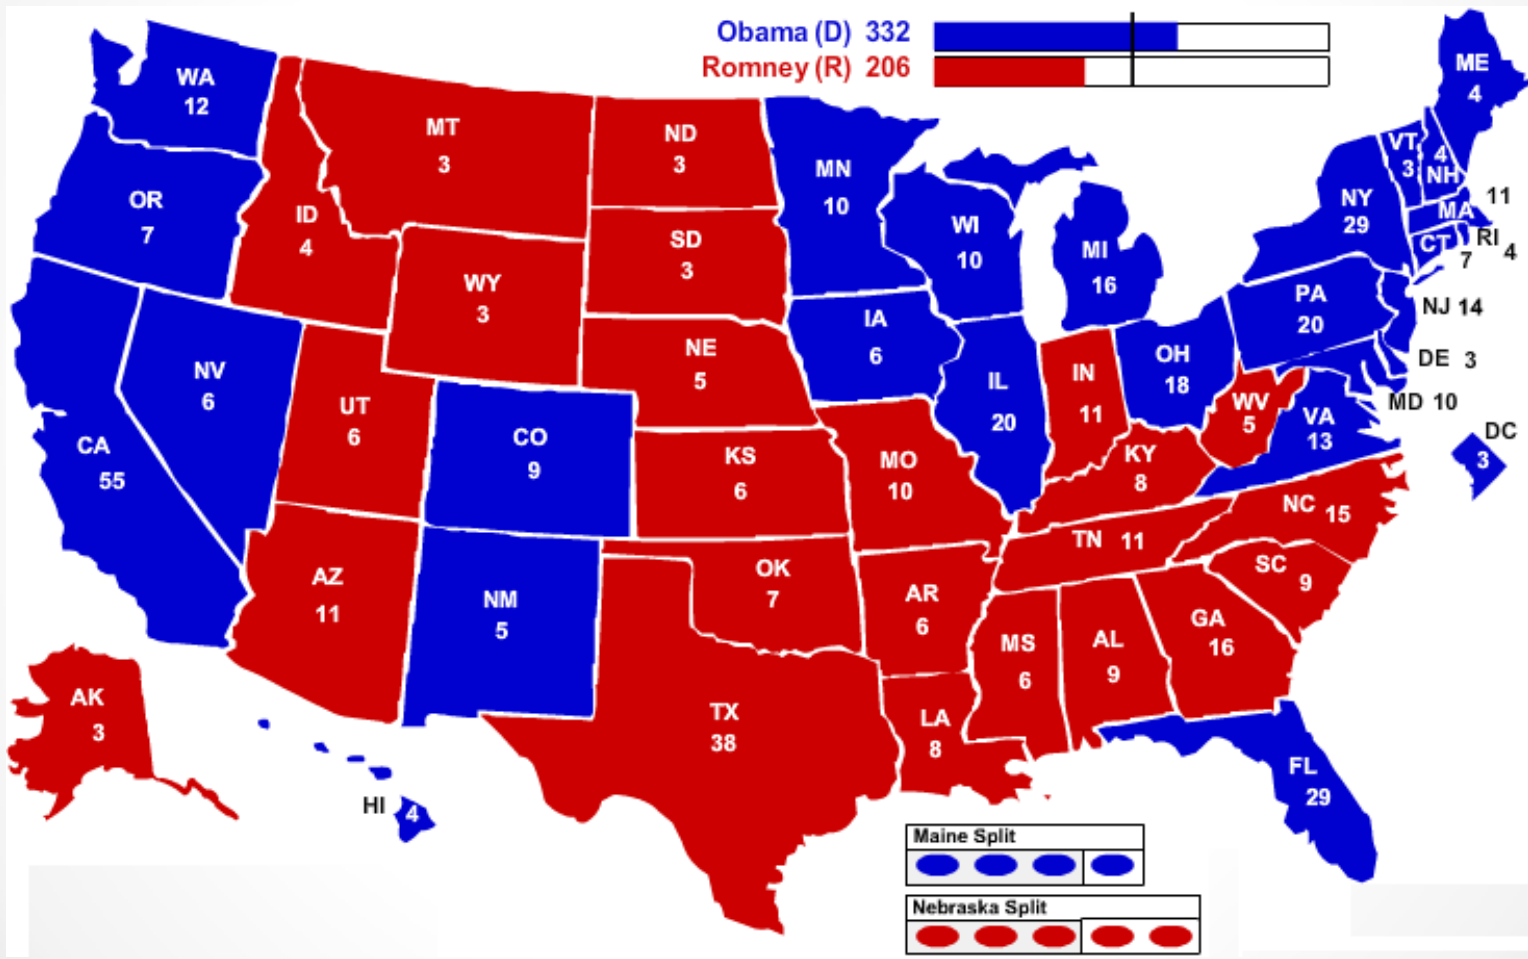 Obama (D) 332
Romney (R) 206
WA
12
OR
7
CA
55
NV
6
ID
4
MT
3
WY
3
UT
6
AZ
11
CO
9
NM
5
ND
3
SD
3
NE
5
KS
6
OK
7
TX
38
MN
10
IA
6
MO
10
AR
6
LA
8
WI
10
IL
20
MI
16
IN
11
OH
18
KY
8
TN 11
MS
6
AL
9
GA
16
FL
29
SC 9
NC 15
VA
13
WV
5
PA
20
NY
29
VT
3
4
NH
ME
4
11
MA
RI 4
CT 7
NJ 14
DE 3
MD 10
DC
3
AK
3
HI 4
Maine Split
Nebraska Split